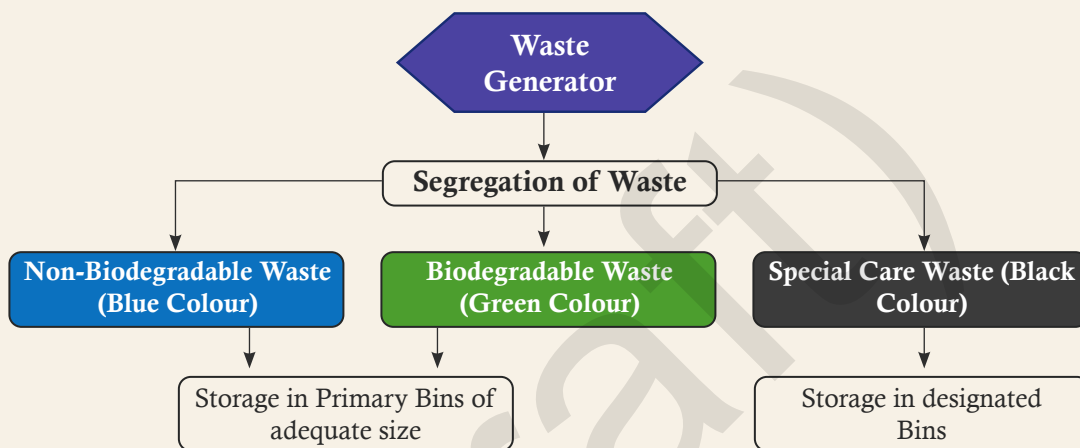 Waste
Generator
Segregation of Waste
Non-Biodegradable Waste
(Blue Colour)
Biodegradable Waste
(Green Colour)
Special Care Waste (Black
Colour)
Storage in Primary Bins of
adequate size
Storage in designated
Bins